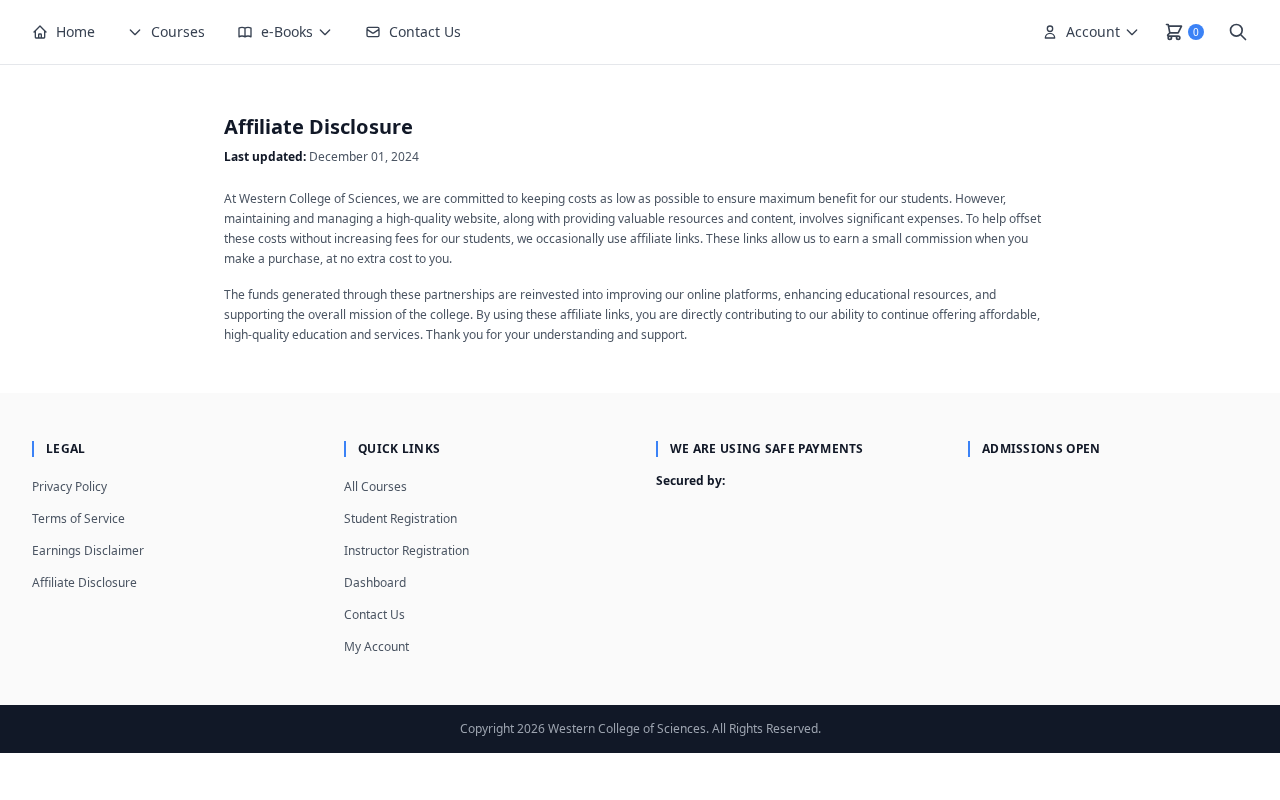 Home
Courses
e-Books
Contact Us
Account
0
Affiliate Disclosure
Last updated: December 01, 2024
At Western College of Sciences, we are committed to keeping costs as low as possible to ensure maximum benefit for our students. However,
maintaining and managing a high-quality website, along with providing valuable resources and content, involves significant expenses. To help offset
these costs without increasing fees for our students, we occasionally use affiliate links. These links allow us to earn a small commission when you
make a purchase, at no extra cost to you.
The funds generated through these partnerships are reinvested into improving our online platforms, enhancing educational resources, and
supporting the overall mission of the college. By using these affiliate links, you are directly contributing to our ability to continue offering affordable,
high-quality education and services. Thank you for your understanding and support.
LEGAL
Privacy Policy
Terms of Service
Earnings Disclaimer
Affiliate Disclosure
QUICK LINKS
All Courses
Student Registration
Instructor Registration
Dashboard
Contact Us
My Account
WE ARE USING SAFE PAYMENTS
Secured by:
ADMISSIONS OPEN
Copyright 2026 Western College of Sciences. All Rights Reserved.